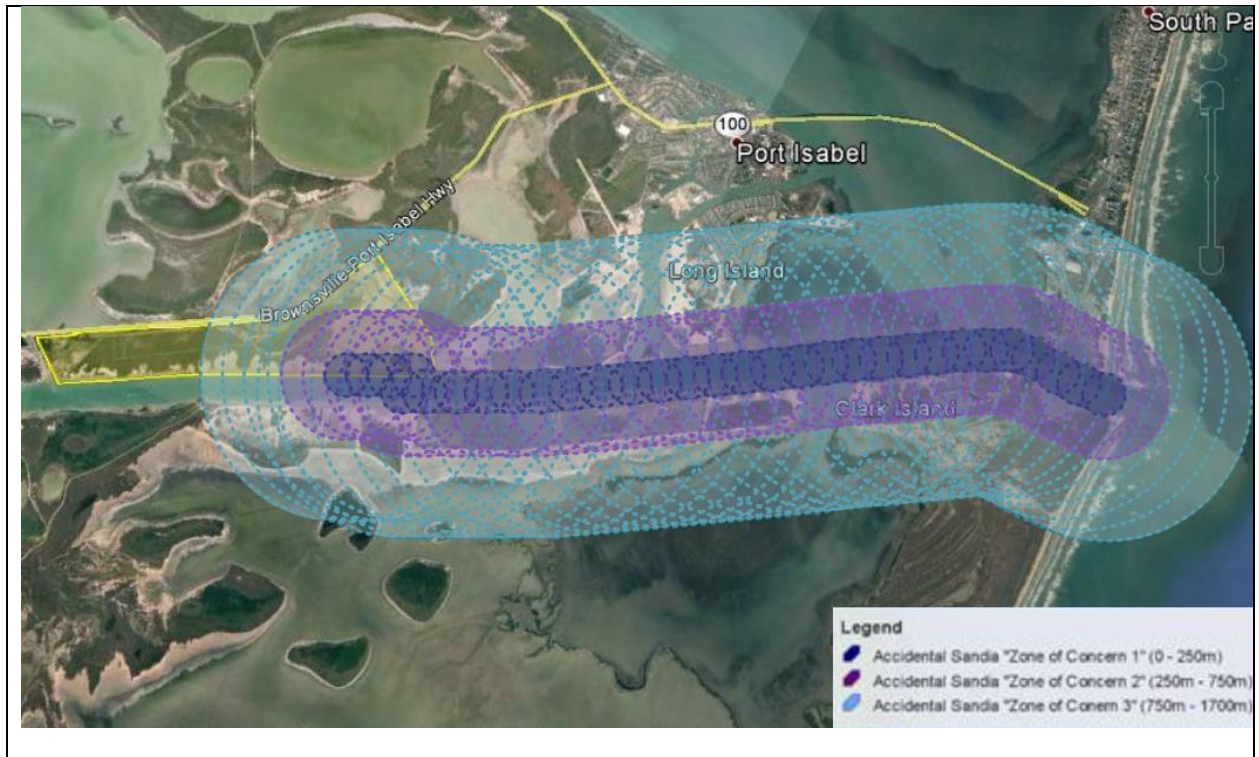 South Pa
100
Port Isabel
Brownsville-Port Isabel Hwy
Long Island
Clark Island
Legend
Accidental Sandia "Zone of Concern 1" (0 - 250m)
Accidental Sandia "Zone of Concern 2" (250m - 750m)
Accidental Sandia "Zone of Conern 3" (750m - 1700m)